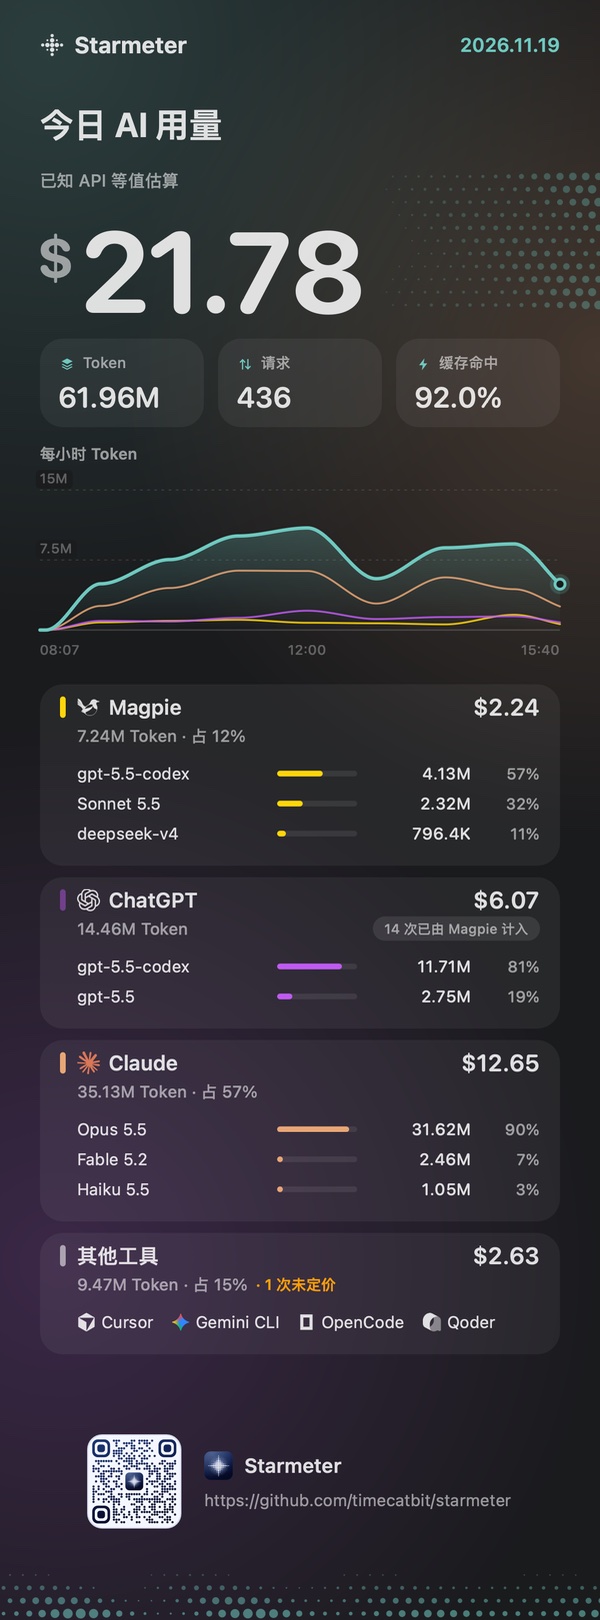 Starmeter
2026.11.19
今日 AI 用量
已知 API 等值估算
$21.78
Token
61.96M
请求
436
缓存命中
92.0%
每小时 Token
15M
7.5M
08:07
12:00
15:40
Magpie
$2.24
7.24M Token · 占 12%
gpt-5.5-codex 4.13M 57%
Sonnet 5.5 2.32M 32%
deepseek-v4 796.4K 11%
ChatGPT
$6.07
14.46M Token
14 次已由 Magpie 计入
gpt-5.5-codex 11.71M 81%
gpt-5.5 2.75M 19%
Claude
$12.65
35.13M Token · 占 57%
Opus 5.5 31.62M 90%
Fable 5.2 2.46M 7%
Haiku 5.5 1.05M 3%
其他工具
$2.63
9.47M Token · 占 15% · 1 次未定价
Cursor Gemini CLI OpenCode Qoder
Starmeter
https://github.com/timecatbit/starmeter